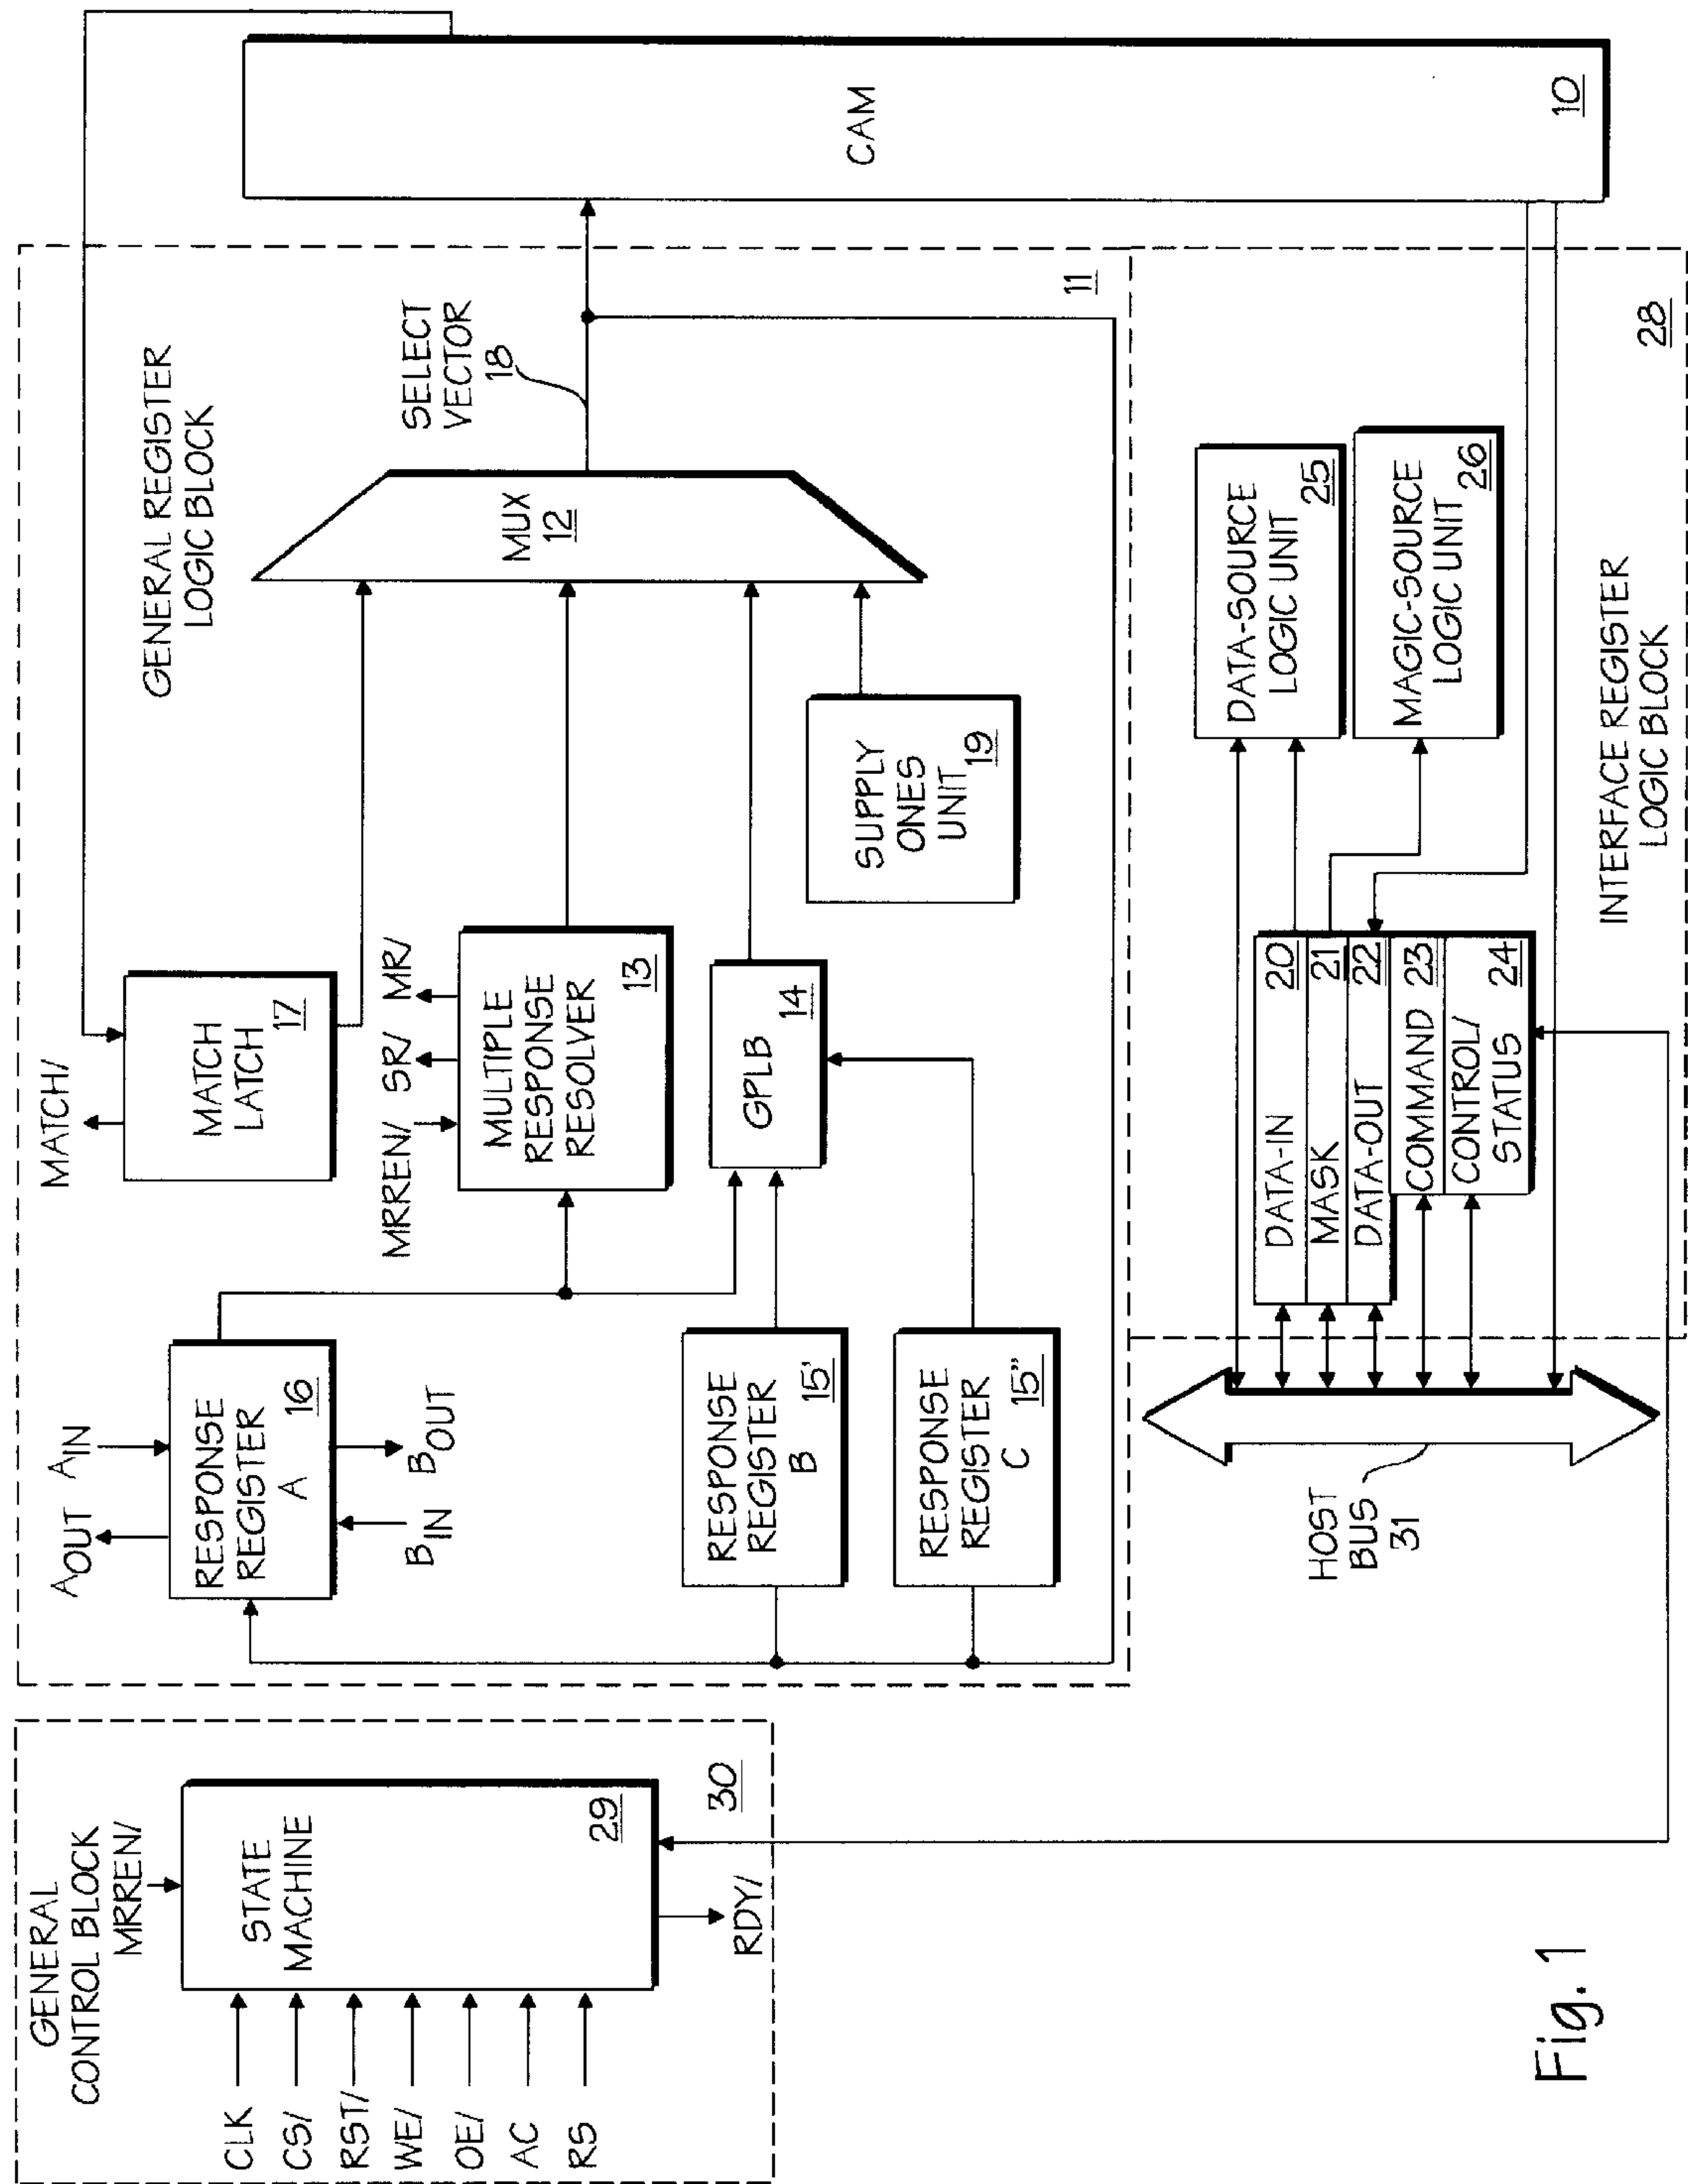 GENERAL
CONTROL BLOCK
MRREN/
CLK
CS/
RST/
WE/
OE/
AC
RS
STATE
MACHINE
29
RDY/
30
GENERAL REGISTER
LOGIC BLOCK
AOUT AIN
RESPONSE
REGISTER
A
16
BIN
BOUT
MATCH/
MATCH
LATCH
17
MRREN/ SR/ MR/
MULTIPLE
RESPONSE
RESOLVER
13
RESPONSE
REGISTER
B
15'
RESPONSE
REGISTER
C
15"
GPLB
14
SUPPLY
ONES
UNIT
19
MUX
12
SELECT
VECTOR
18
11
CAM
10
HOST
BUS
31
DATA-IN 20
MASK 21
DATA-OUT 22
COMMAND 23
CONTROL/
STATUS
24
DATA-SOURCE
LOGIC UNIT
25
MAGIC-SOURCE
LOGIC UNIT
26
INTERFACE REGISTER
LOGIC BLOCK
28
Fig. 1